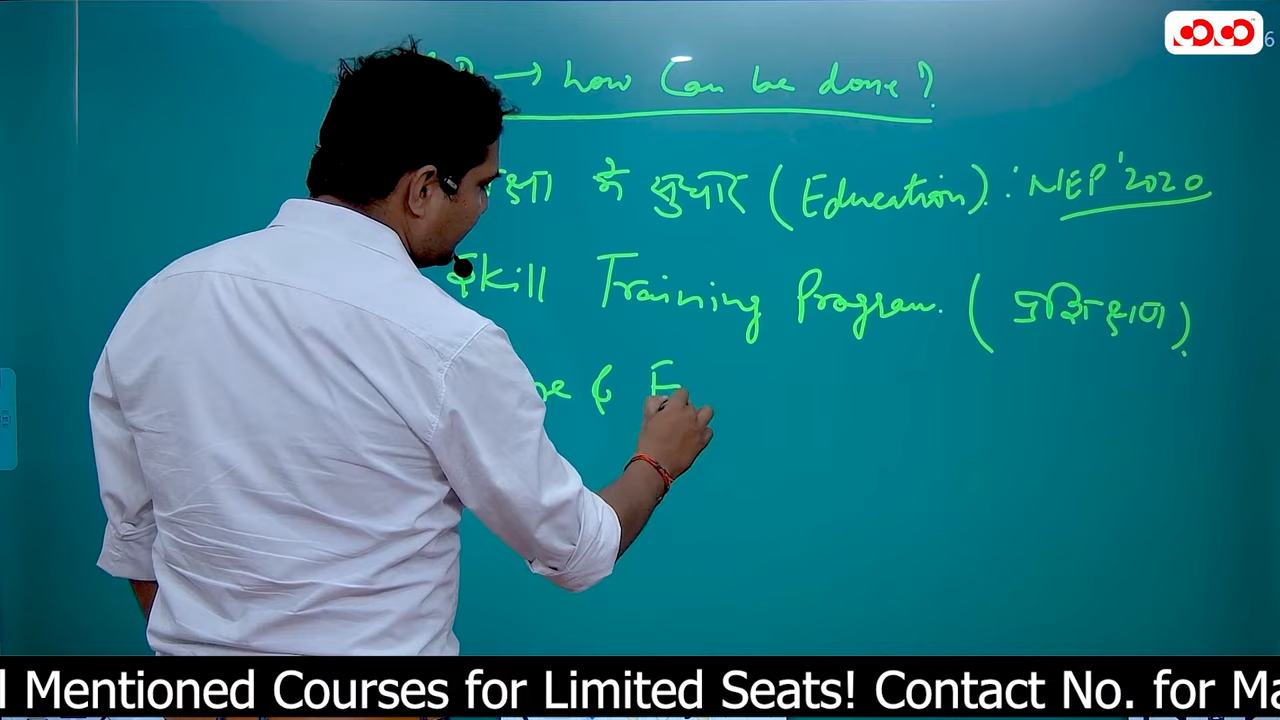 → how Can be done?
में सुधार (Education) : NEP'2020
Skill Training Program. ( प्रशिक्षण )
& E
l Mentioned Courses for Limited Seats! Contact No. for Ma
6